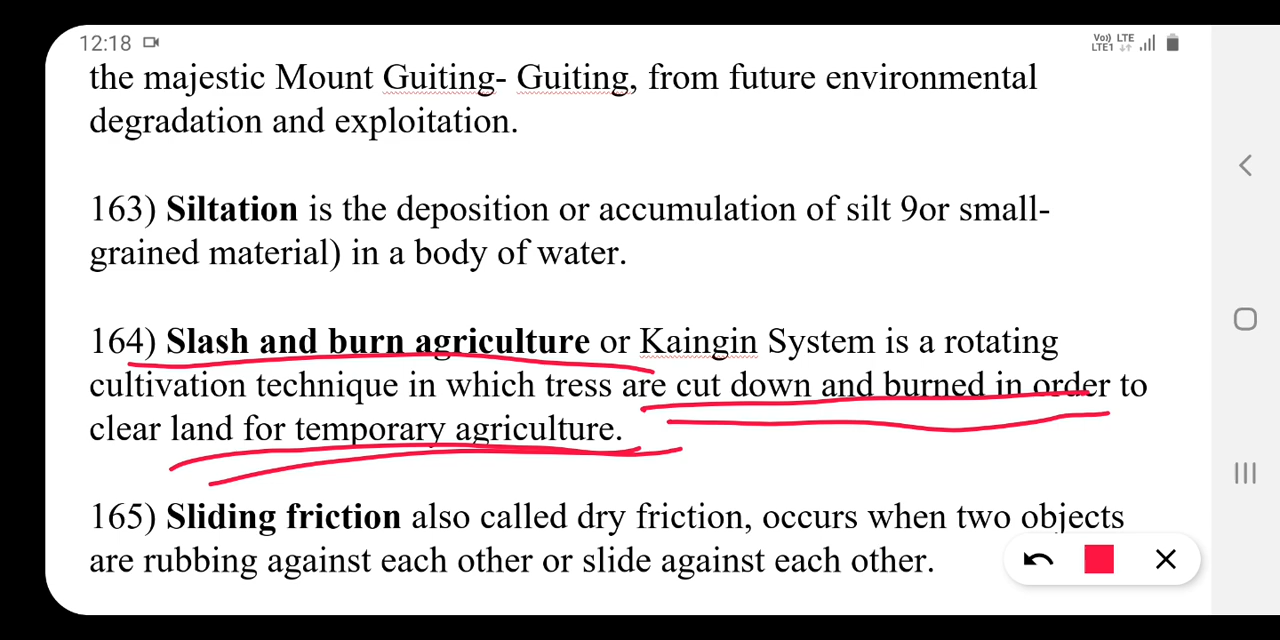 12:18
Vo)) LTE
LTE1
the majestic Mount Guiting- Guiting, from future environmental
degradation and exploitation.
163) Siltation is the deposition or accumulation of silt 9or small-
grained material) in a body of water.
164) Slash and burn agriculture or Kaingin System is a rotating
cultivation technique in which tress are cut down and burned in order to
clear land for temporary agriculture.
165) Sliding friction also called dry friction, occurs when two objects
are rubbing against each other or slide against each other.